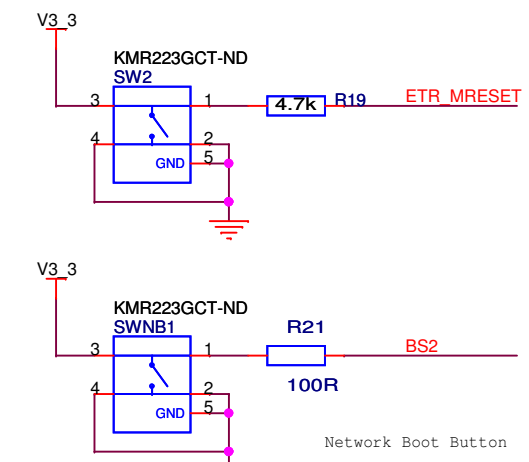 V3_3
KMR223GCT-ND
SW2
3
1
4.7k
R19
ETR_MRESET
4
2
GND
5
V3_3
KMR223GCT-ND
SWNB1
R21
3
1
BS2
4
2
100R
GND
5
Network Boot Button